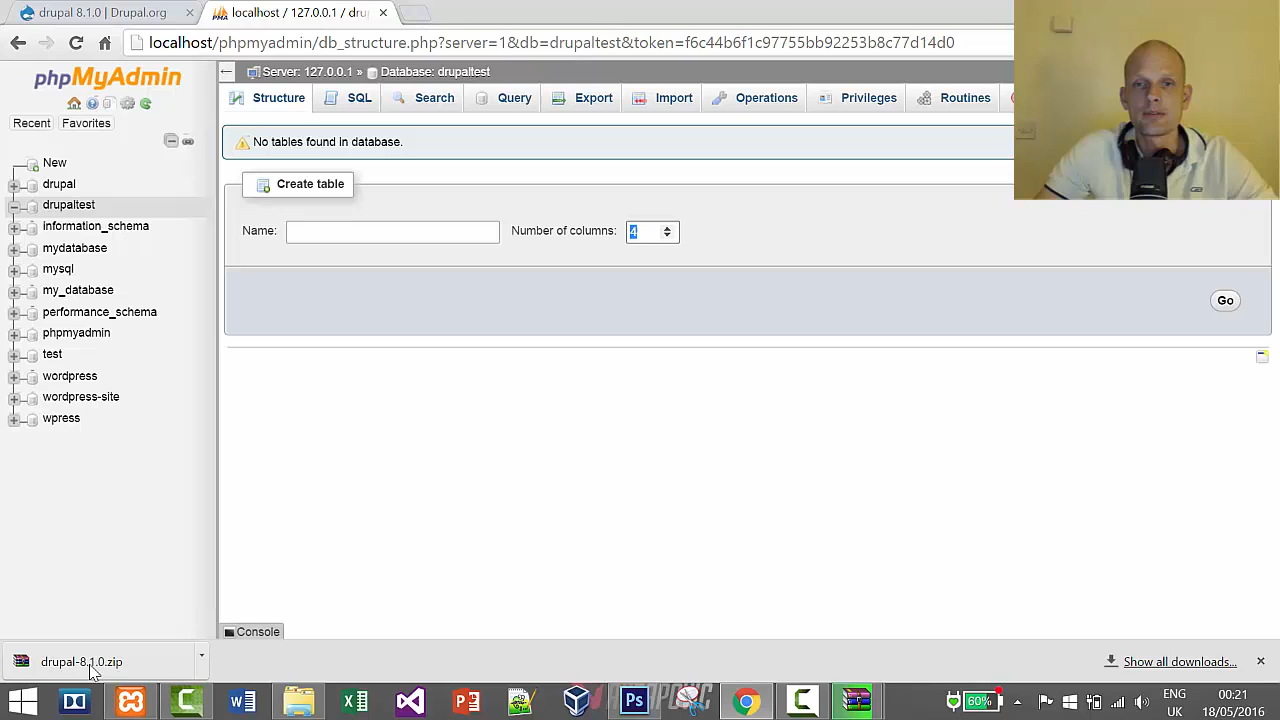 drupal 8.1.0 | Drupal.org
localhost / 127.0.0.1 / dru
localhost/phpmyadmin/db_structure.php?server=1&db=drupaltest&token=f6c44b6f1c97755bb92253b8c77d14d0
phpMyAdmin
Recent Favorites
New
drupal
drupaltest
information_schema
mydatabase
mysql
my_database
performance_schema
phpmyadmin
test
wordpress
wordpress-site
wpress
Server: 127.0.0.1 » Database: drupaltest
Structure SQL Search Query Export Import Operations Privileges Routines
No tables found in database.
Create table
Name: Number of columns: 4
Go
Console
drupal-8.1.0.zip
Show all downloads...
60%
ENG
UK
00:21
18/05/2016